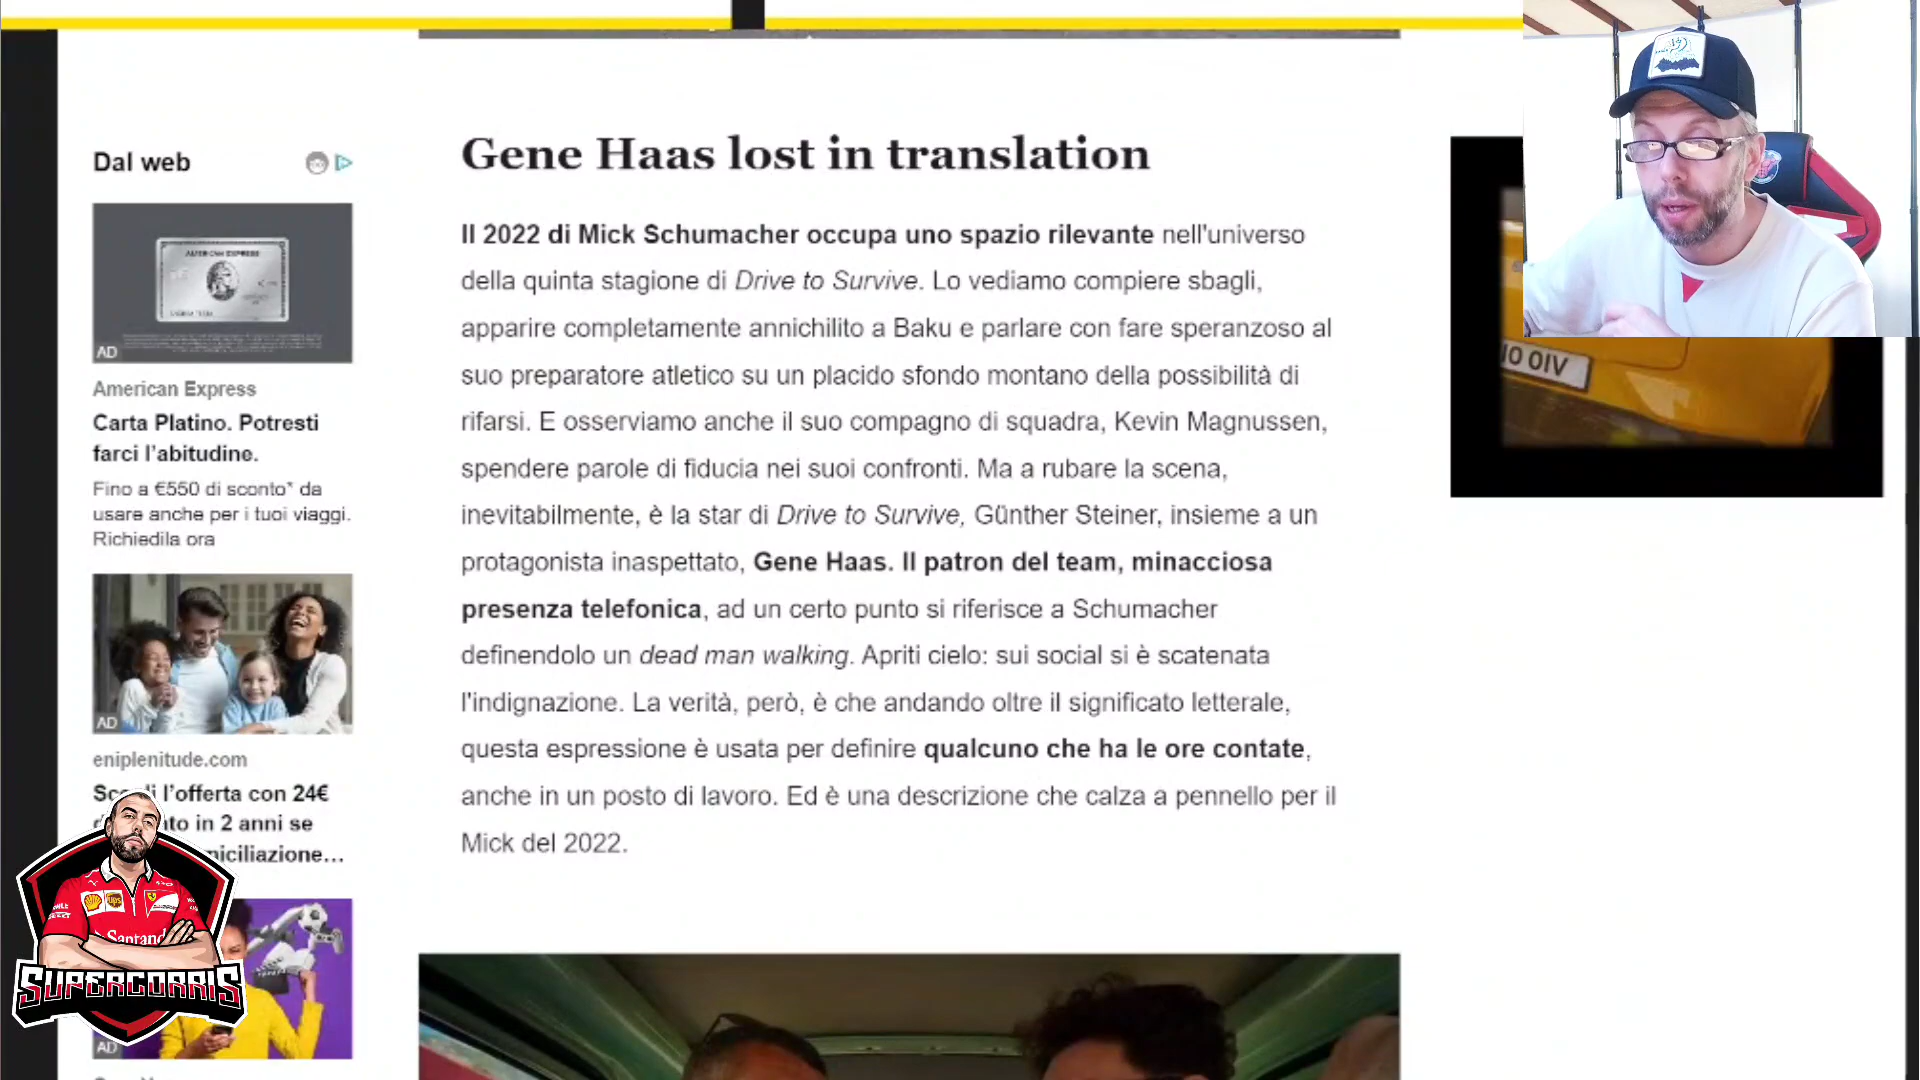 Dal web
AD
American Express
Carta Platino. Potresti
farci l'abitudine.
Fino a €550 di sconto* da
usare anche per i tuoi viaggi.
Richiedila ora
AD
eniplenitude.com
l'offerta con 24€
in 2 anni se
AD
Gene Haas lost in translation
Il 2022 di Mick Schumacher occupa uno spazio rilevante nell'universo
della quinta stagione di Drive to Survive. Lo vediamo compiere sbagli,
apparire completamente annichilito a Baku e parlare con fare speranzoso al
suo preparatore atletico su un placido sfondo montano della possibilità di
rifarsi. E osserviamo anche il suo compagno di squadra, Kevin Magnussen,
spendere parole di fiducia nei suoi confronti. Ma a rubare la scena,
inevitabilmente, è la star di Drive to Survive, Günther Steiner, insieme a un
protagonista inaspettato, Gene Haas. Il patron del team, minacciosa
presenza telefonica, ad un certo punto si riferisce a Schumacher
definendolo un dead man walking. Apriti cielo: sui social si è scatenata
l'indignazione. La verità, però, è che andando oltre il significato letterale,
questa espressione è usata per definire qualcuno che ha le ore contate,
anche in un posto di lavoro. Ed è una descrizione che calza a pennello per il
Mick del 2022.
OIV
SUPERCORRIS